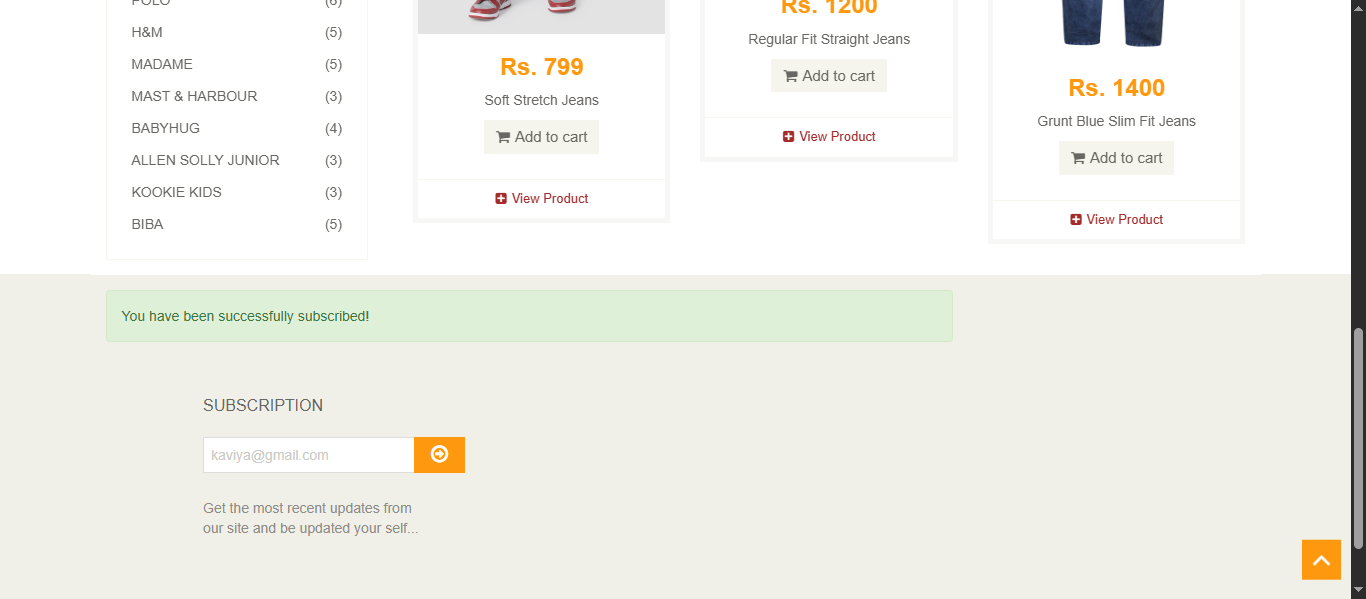 POLO (6)
H&M (5)
MADAME (5)
MAST & HARBOUR (3)
BABYHUG (4)
ALLEN SOLLY JUNIOR (3)
KOOKIE KIDS (3)
BIBA (5)
Rs. 799
Soft Stretch Jeans
Add to cart
View Product
Rs. 1200
Regular Fit Straight Jeans
Add to cart
View Product
Rs. 1400
Grunt Blue Slim Fit Jeans
Add to cart
View Product
You have been successfully subscribed!
SUBSCRIPTION
kaviya@gmail.com
Get the most recent updates from
our site and be updated your self...